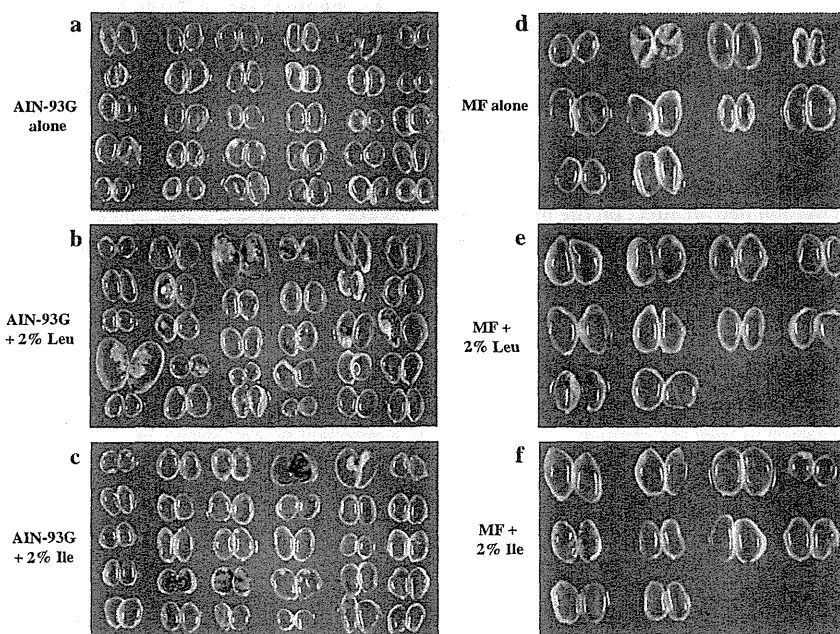 a
AIN-93G
alone
b
AIN-93G
+ 2% Leu
c
AIN-93G
+ 2% Ile
d
MF alone
e
MF +
2% Leu
f
MF +
2% Ile